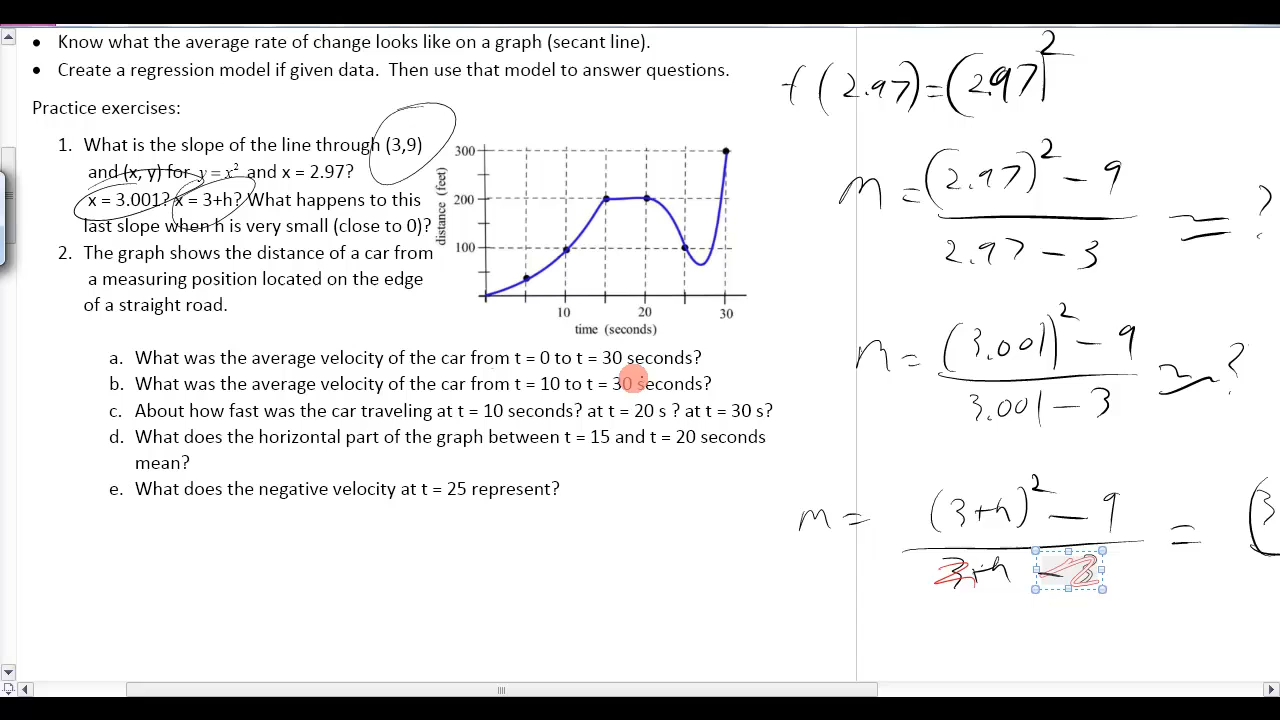 • Know what the average rate of change looks like on a graph (secant line).
• Create a regression model if given data. Then use that model to answer questions.
Practice exercises:
1. What is the slope of the line through (3,9)
and (x, y) for y = x² and x = 2.97?
x = 3.001? x = 3+h? What happens to this
last slope when h is very small (close to 0)?
2. The graph shows the distance of a car from
a measuring position located on the edge
of a straight road.
distance (feet)
300
200
100
10 20 30
time (seconds)
a. What was the average velocity of the car from t = 0 to t = 30 seconds?
b. What was the average velocity of the car from t = 10 to t = 30 seconds?
c. About how fast was the car traveling at t = 10 seconds? at t = 20 s ? at t = 30 s?
d. What does the horizontal part of the graph between t = 15 and t = 20 seconds
mean?
e. What does the negative velocity at t = 25 represent?
f(2.97) = (2.97)²
m = (2.97)² - 9
2.97 - 3
≈ ?
m = (3.001)² - 9
3.001 - 3
≈ ?
m = (3+h)² - 9
3+h - 3
= (3